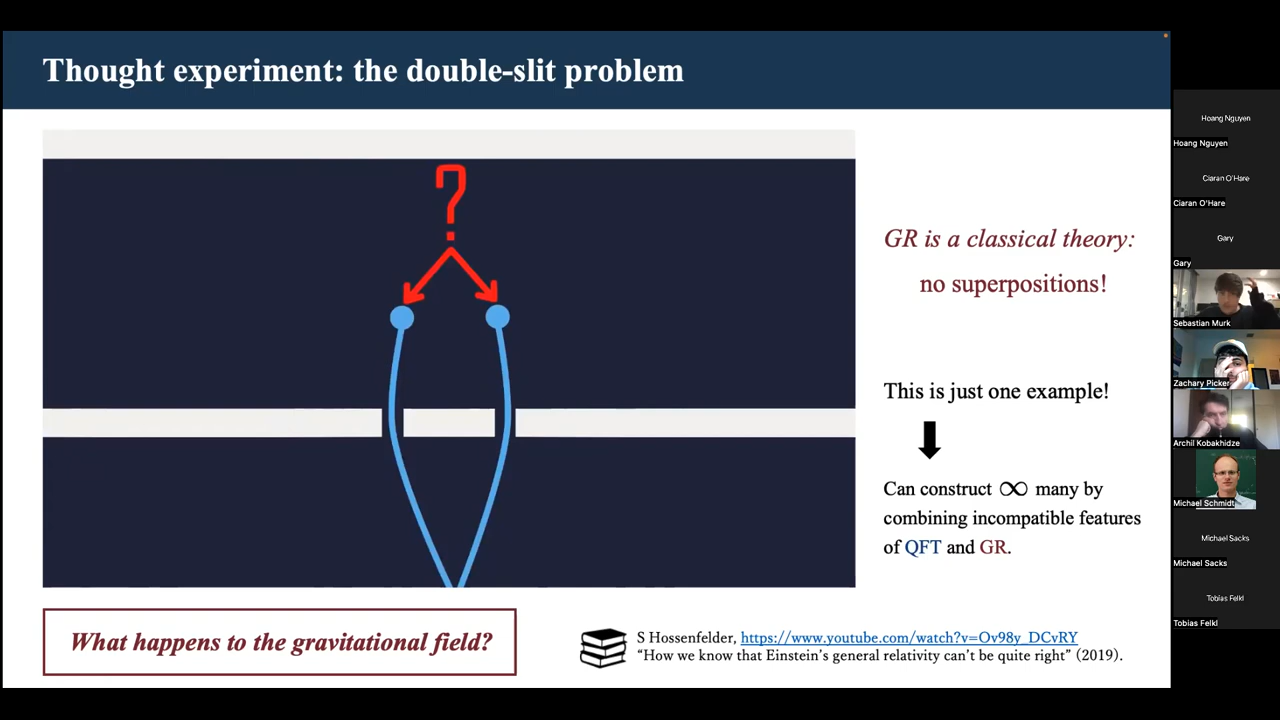 Thought experiment: the double-slit problem
?
GR is a classical theory:
no superpositions!
This is just one example!
Can construct ∞ many by
combining incompatible features
of QFT and GR.
What happens to the gravitational field?
S Hossenfelder, https://www.youtube.com/watch?v=Ov98y_DCvRY
“How we know that Einstein’s general relativity can’t be quite right” (2019).
Hoang Nguyen
Hoang Nguyen
Ciaran O'Hare
Ciaran O'Hare
Gary
Gary
Sebastian Murk
Zachary Picker
Archil Kobakhidze
Michael Schmidt
Michael Sacks
Michael Sacks
Tobias Felkl
Tobias Felkl